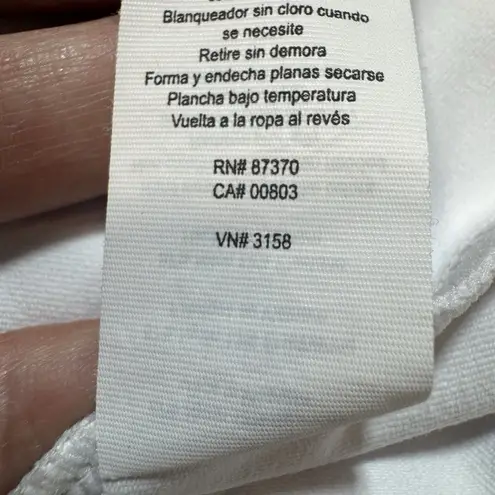 Blanqueador sin cloro cuando
se necesite
Retire sin demora
Forma y endecha planas secarse
Plancha bajo temperatura
Vuelta a la ropa al revés
RN# 87370
CA# 00803
VN# 3158